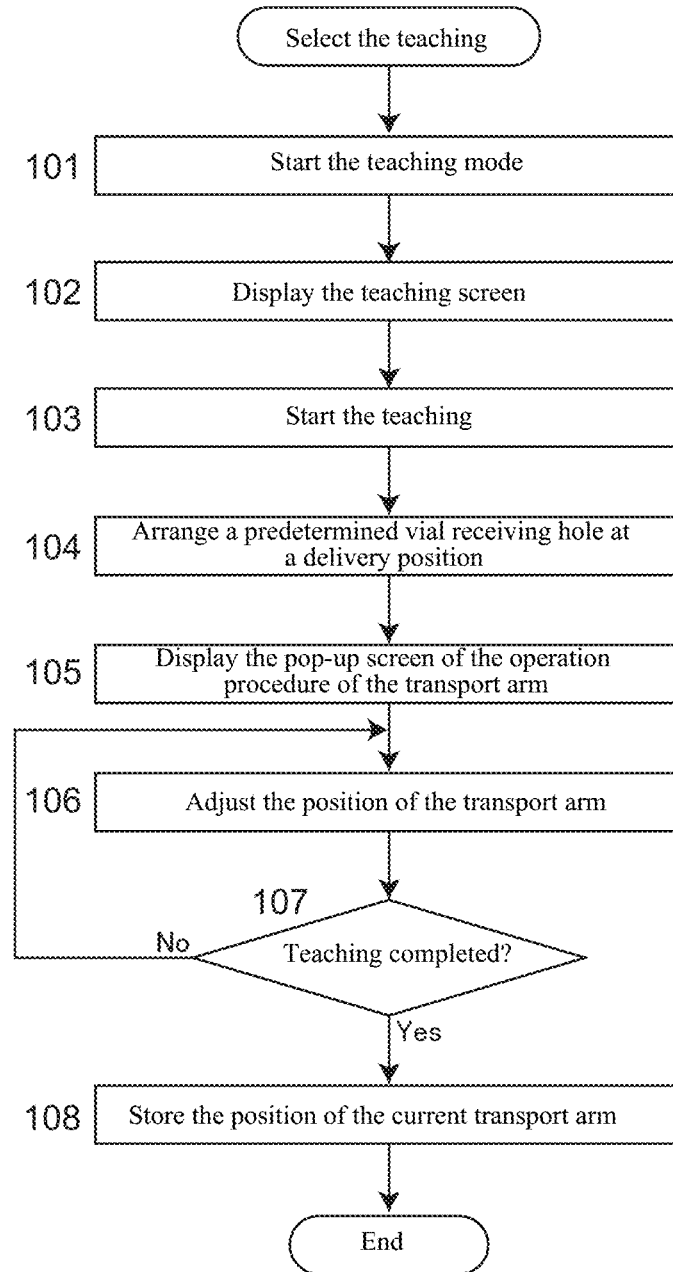 Select the teaching
101
Start the teaching mode
102
Display the teaching screen
103
Start the teaching
104
Arrange a predetermined vial receiving hole at
a delivery position
105
Display the pop-up screen of the operation
procedure of the transport arm
106
Adjust the position of the transport arm
107
No
Teaching completed?
Yes
108
Store the position of the current transport arm
End